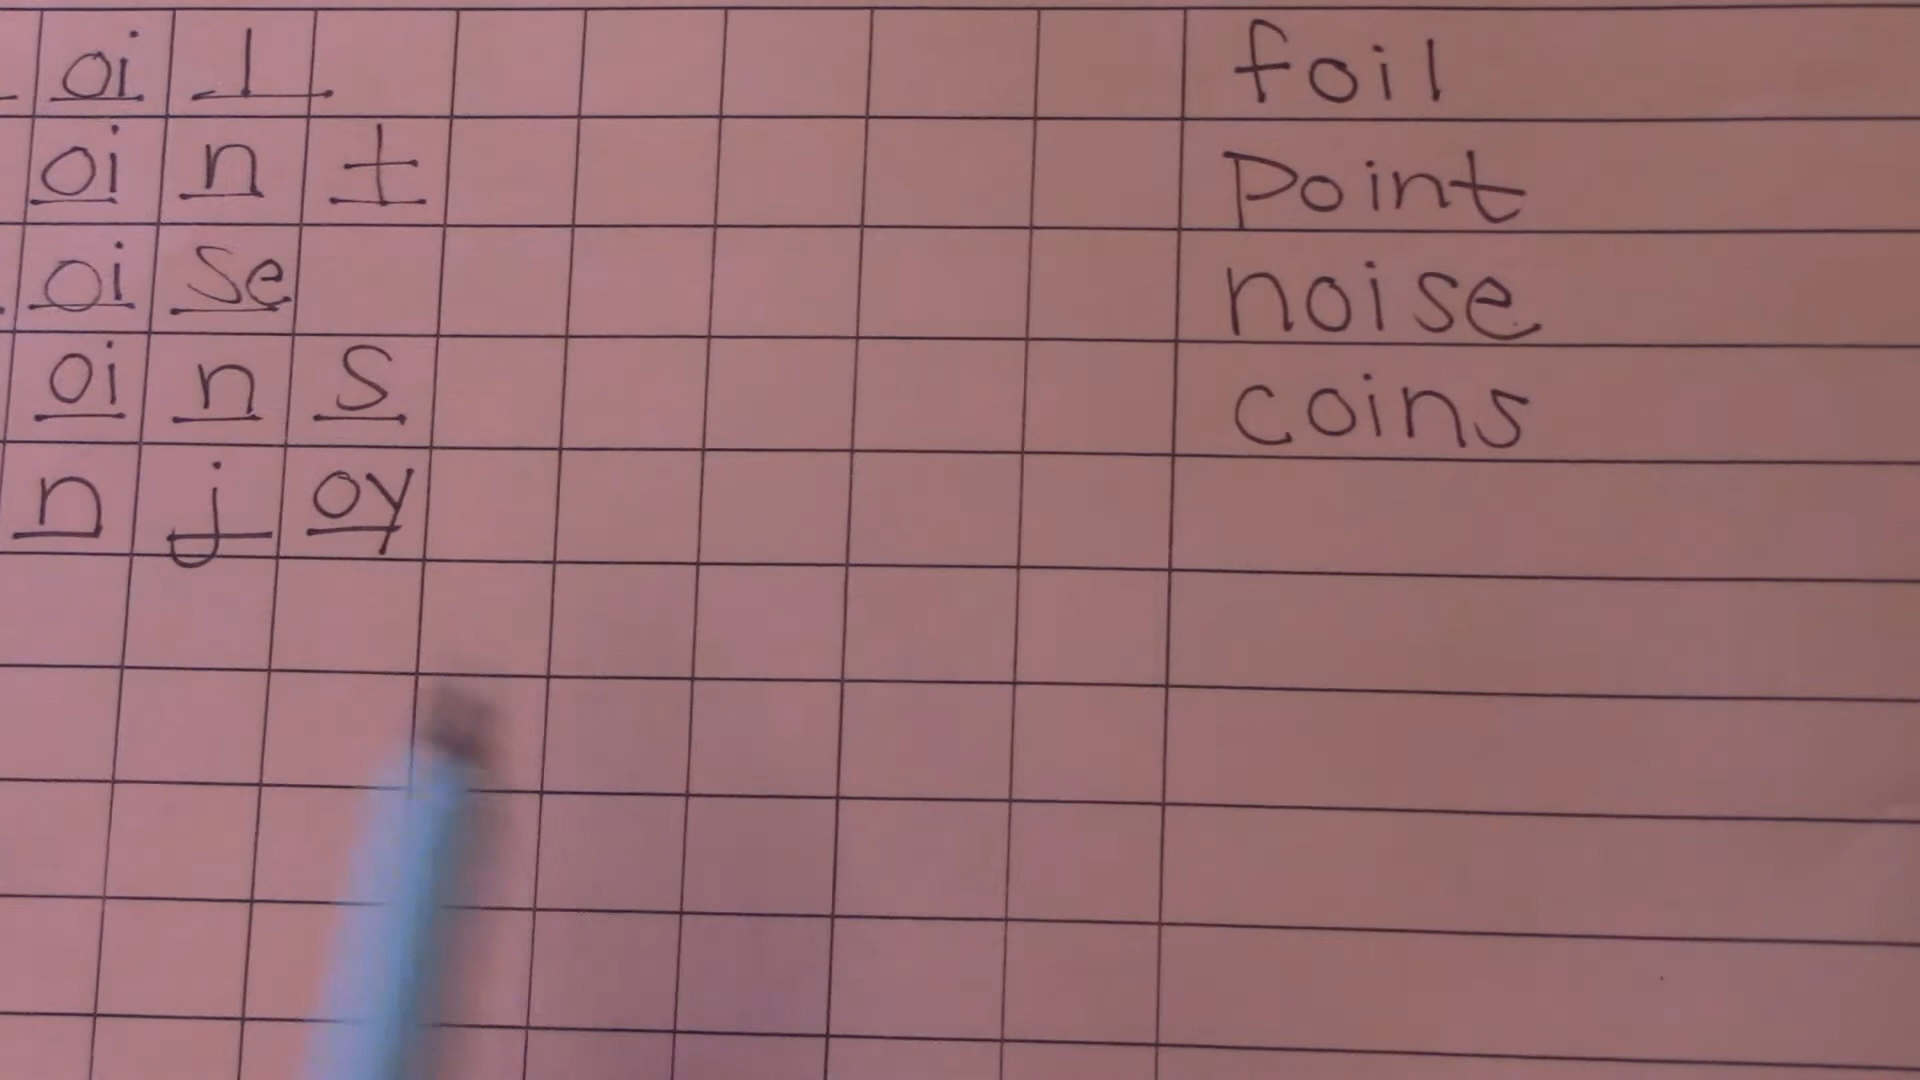 oi l foil
oi n t point
oi se noise
oi n s coins
n j oy